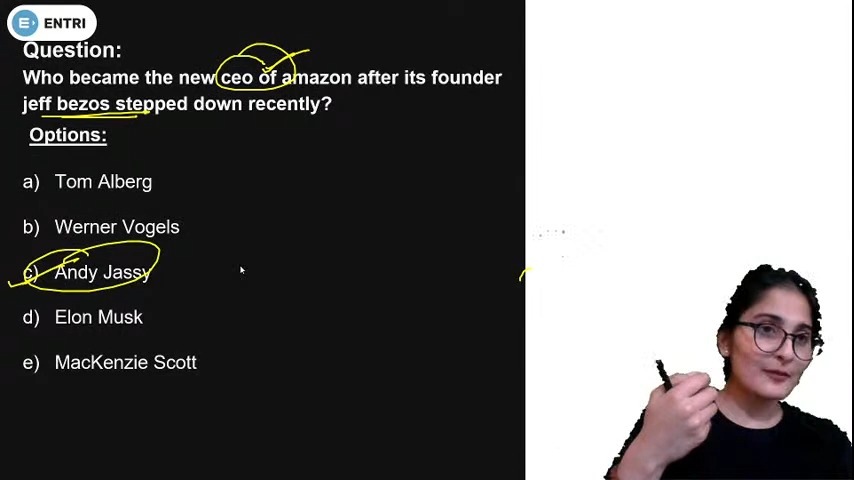 ENTRI
Question:
Who became the new ceo of amazon after its founder
jeff bezos stepped down recently?
Options:
a) Tom Alberg
b) Werner Vogels
c) Andy Jassy
d) Elon Musk
e) MacKenzie Scott